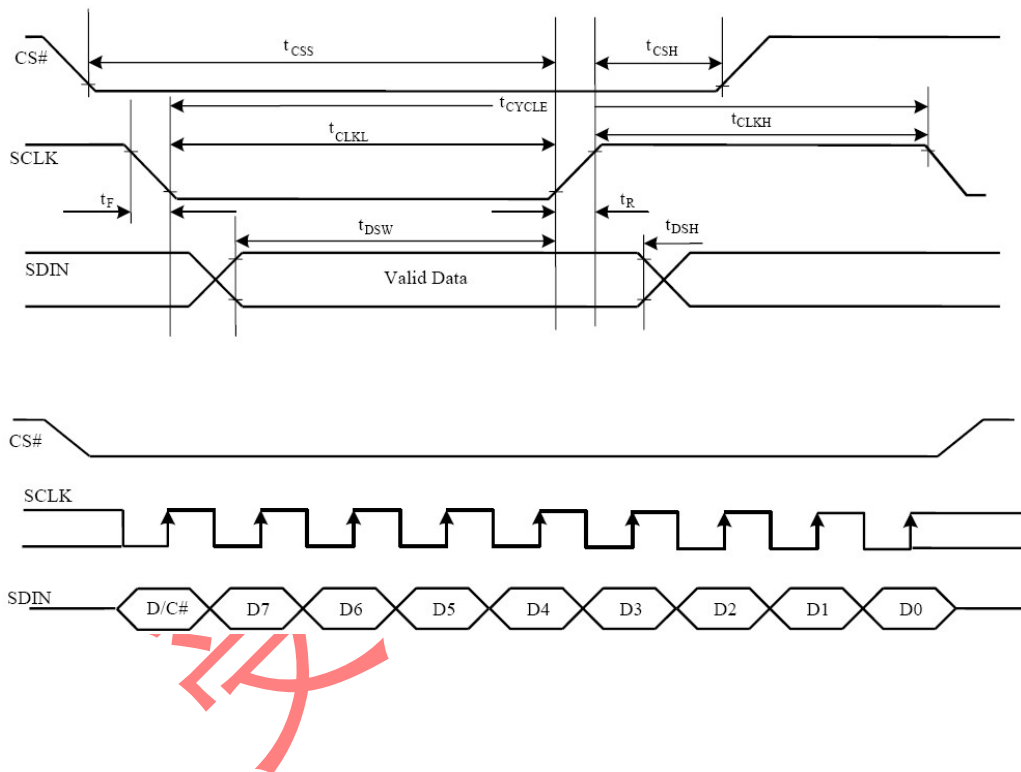 CS#
tCSS
tCSH
tCYCLE
tCLKL
tCLKH
SCLK
tF
tR
tDSW
tDSH
SDIN
Valid Data
CS#
SCLK
SDIN
D/C# D7 D6 D5 D4 D3 D2 D1 D0